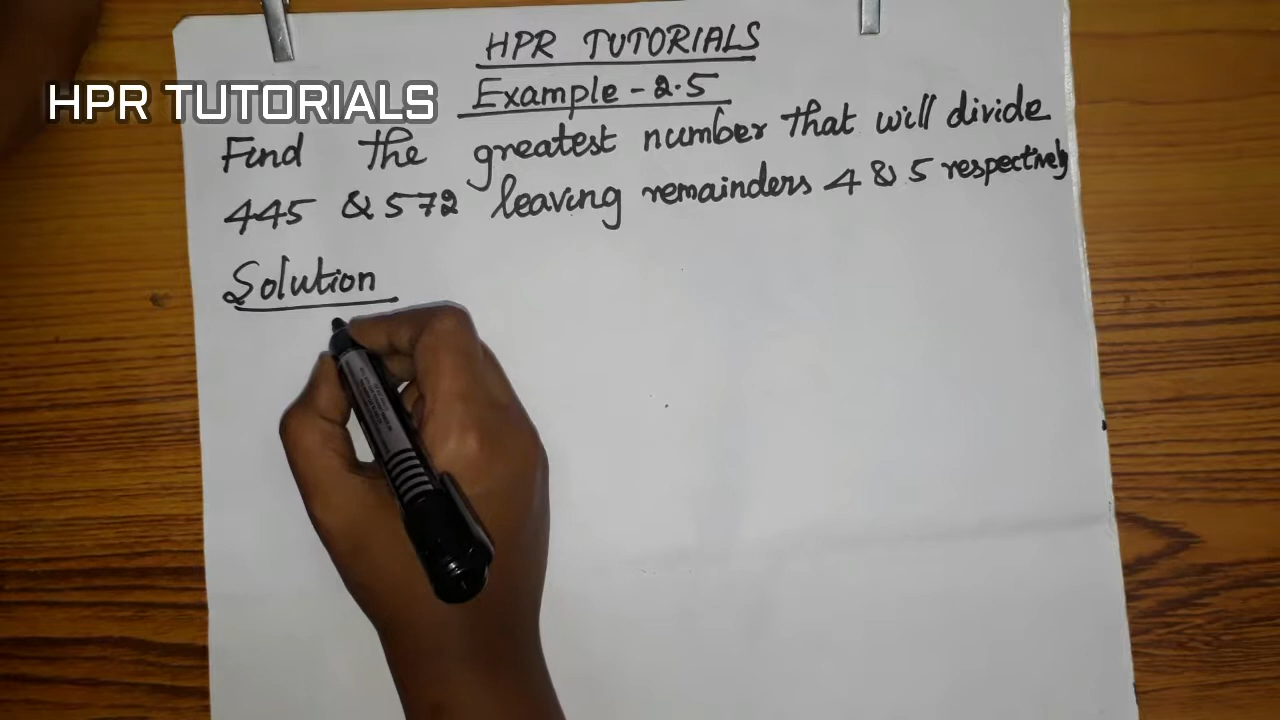 HPR TUTORIALS
HPR TUTORIALS
Example - 2.5
Find the greatest number that will divide
445 & 572 leaving remainders 4 & 5 respectively
Solution